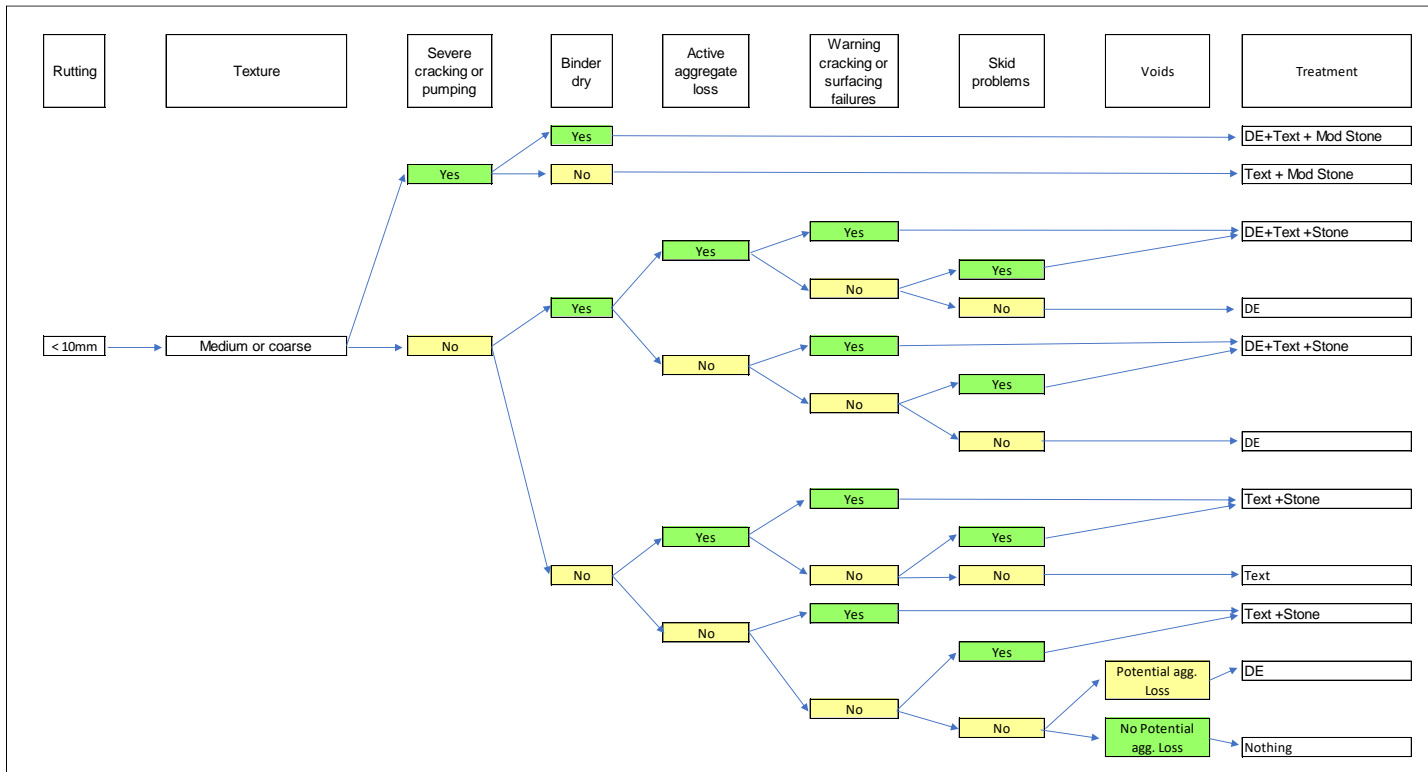 Rutting
Texture
Severe
cracking or
pumping
Binder
dry
Active
aggregate
loss
Warning
cracking or
surfacing
failures
Skid
problems
Voids
Treatment
Yes
DE+Text + Mod Stone
Yes
No
Text + Mod Stone
Yes
DE+Text +Stone
Yes
Yes
No
Yes
No
DE
< 10mm
Medium or coarse
No
Yes
DE+Text +Stone
No
Yes
No
No
DE
Yes
Text +Stone
Yes
Yes
No
No
No
Text
Yes
Text +Stone
No
Yes
Potential agg.
Loss
DE
No
No
No Potential
agg. Loss
Nothing